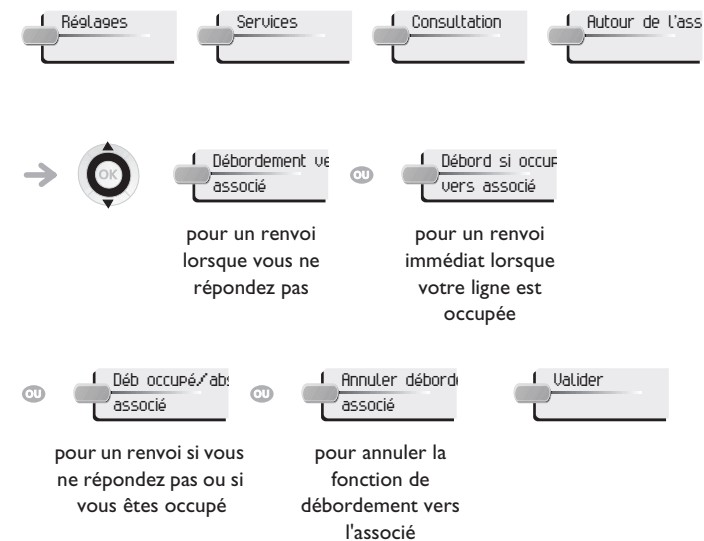 Réglages
Services
Consultation
Autour de l'ass
OK
Débordement ve
associé
ou
Débord si occup
vers associé
pour un renvoi
lorsque vous ne
répondez pas
pour un renvoi
immédiat lorsque
votre ligne est
occupée
ou
Déb occupé/abs
associé
ou
Annuler débord
associé
Valider
pour un renvoi si vous
ne répondez pas ou si
vous êtes occupé
pour annuler la
fonction de
débordement vers
l'associé